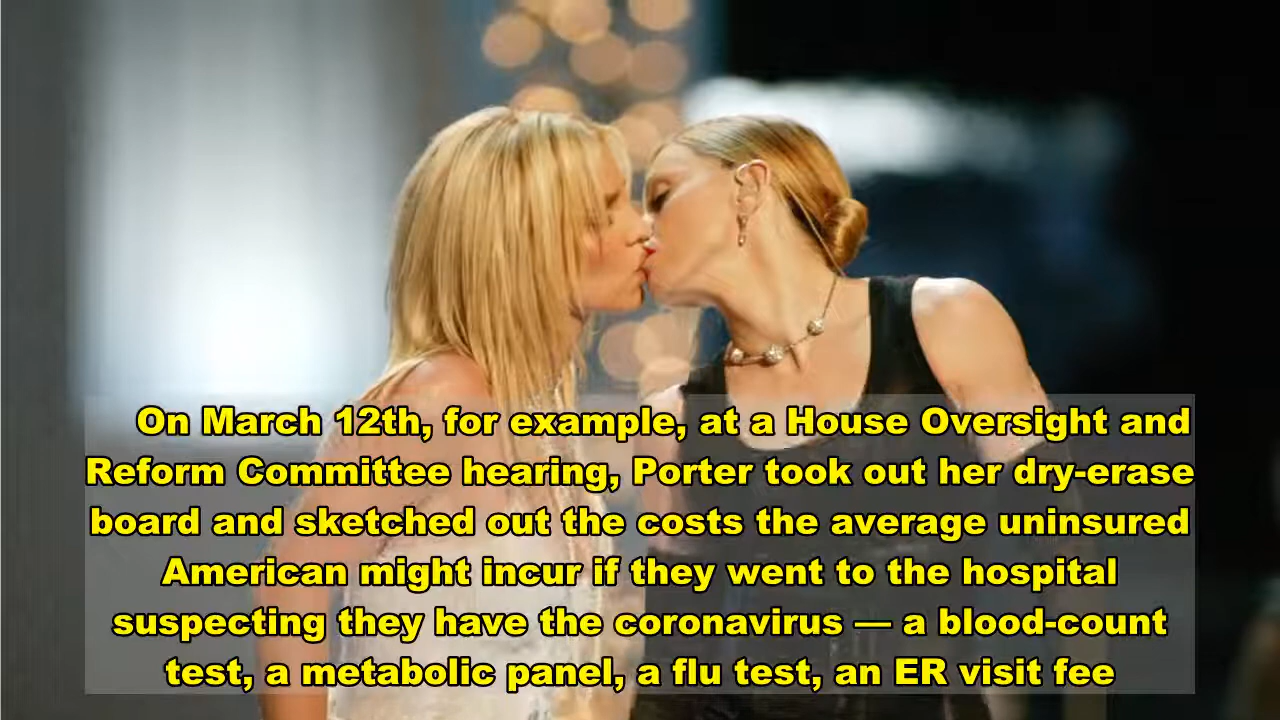 On March 12th, for example, at a House Oversight and
Reform Committee hearing, Porter took out her dry-erase
board and sketched out the costs the average uninsured
American might incur if they went to the hospital
suspecting they have the coronavirus — a blood-count
test, a metabolic panel, a flu test, an ER visit fee